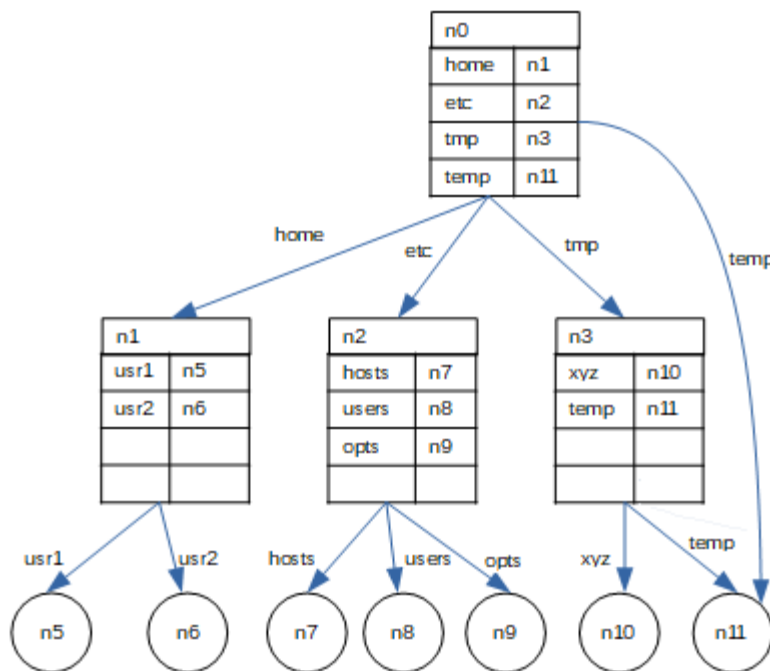 n0
home n1
etc n2
tmp n3
temp n11
home
etc
tmp
temp
n1
usr1 n5
usr2 n6
n2
hosts n7
users n8
opts n9
n3
xyz n10
temp n11
usr1
usr2
hosts
users
opts
xyz
temp
n5
n6
n7
n8
n9
n10
n11